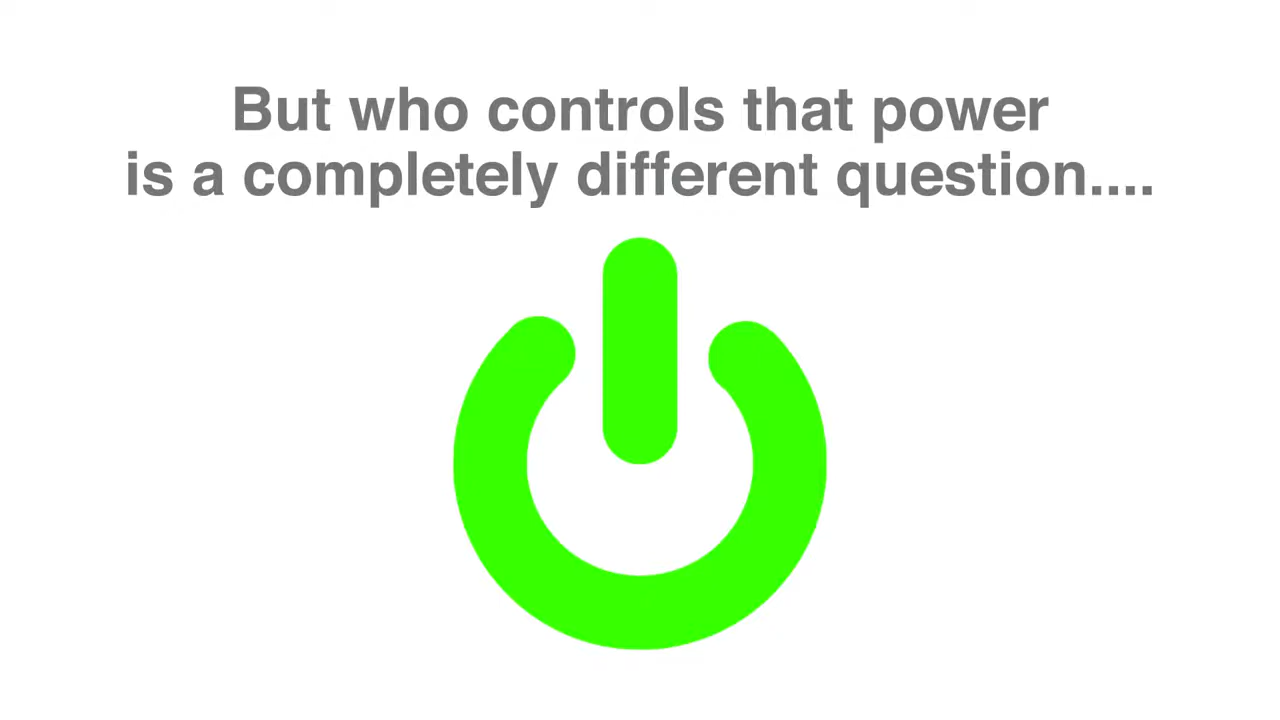 But who controls that power
is a completely different question....